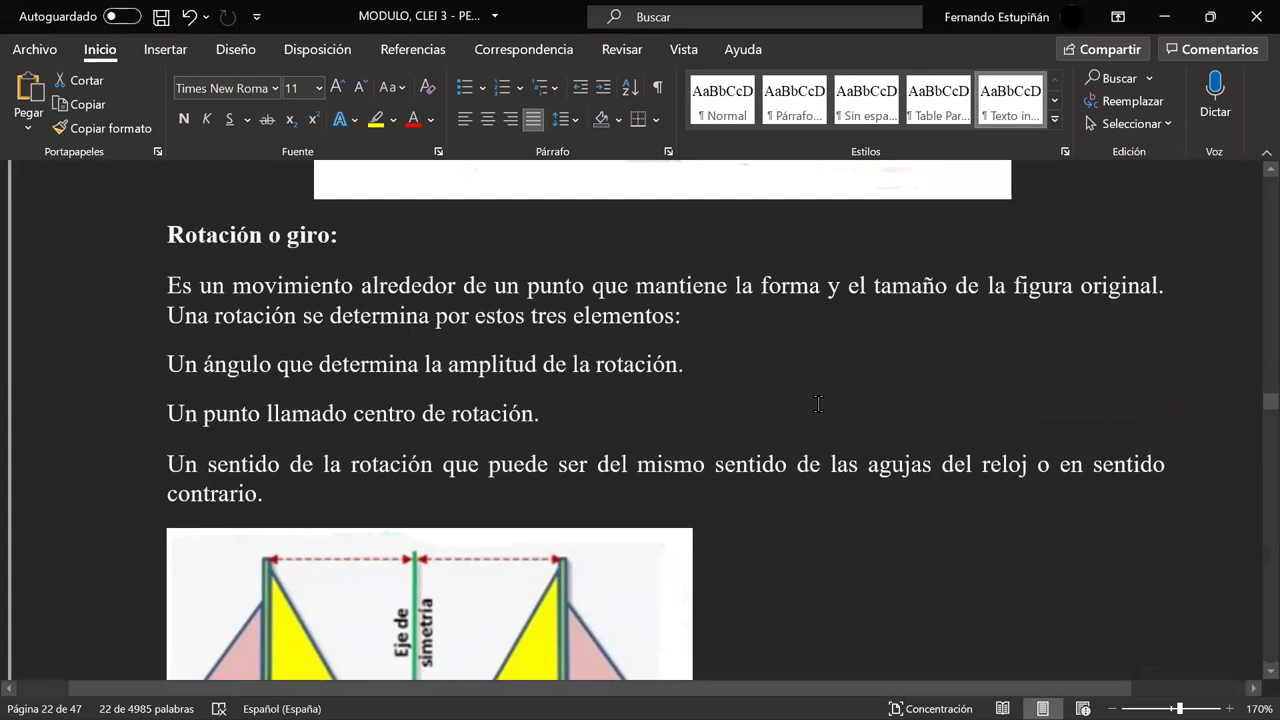 Autoguardado
MODULO, CLEI 3 - PE...
Buscar
Fernando Estupiñán
Archivo Inicio Insertar Diseño Disposición Referencias Correspondencia Revisar Vista Ayuda
Compartir Comentarios
Pegar
Cortar
Copiar
Copiar formato
Portapapeles
Times New Roma 11
Aa
N K S ab x₂ x² A A
Fuente
Párrafo
AaBbCcD AaBbCcD AaBbCcD AaBbCcD AaBbCcD
¶ Normal ¶ Párrafo... ¶ Sin espa... ¶ Table Par... ¶ Texto in...
Estilos
Buscar
Reemplazar
Seleccionar
Edición
Dictar
Voz
Rotación o giro:
Es un movimiento alrededor de un punto que mantiene la forma y el tamaño de la figura original.
Una rotación se determina por estos tres elementos:
Un ángulo que determina la amplitud de la rotación.
Un punto llamado centro de rotación.
Un sentido de la rotación que puede ser del mismo sentido de las agujas del reloj o en sentido
contrario.
Eje de
simetría
Página 22 de 47 22 de 4985 palabras Español (España) Concentración 170%